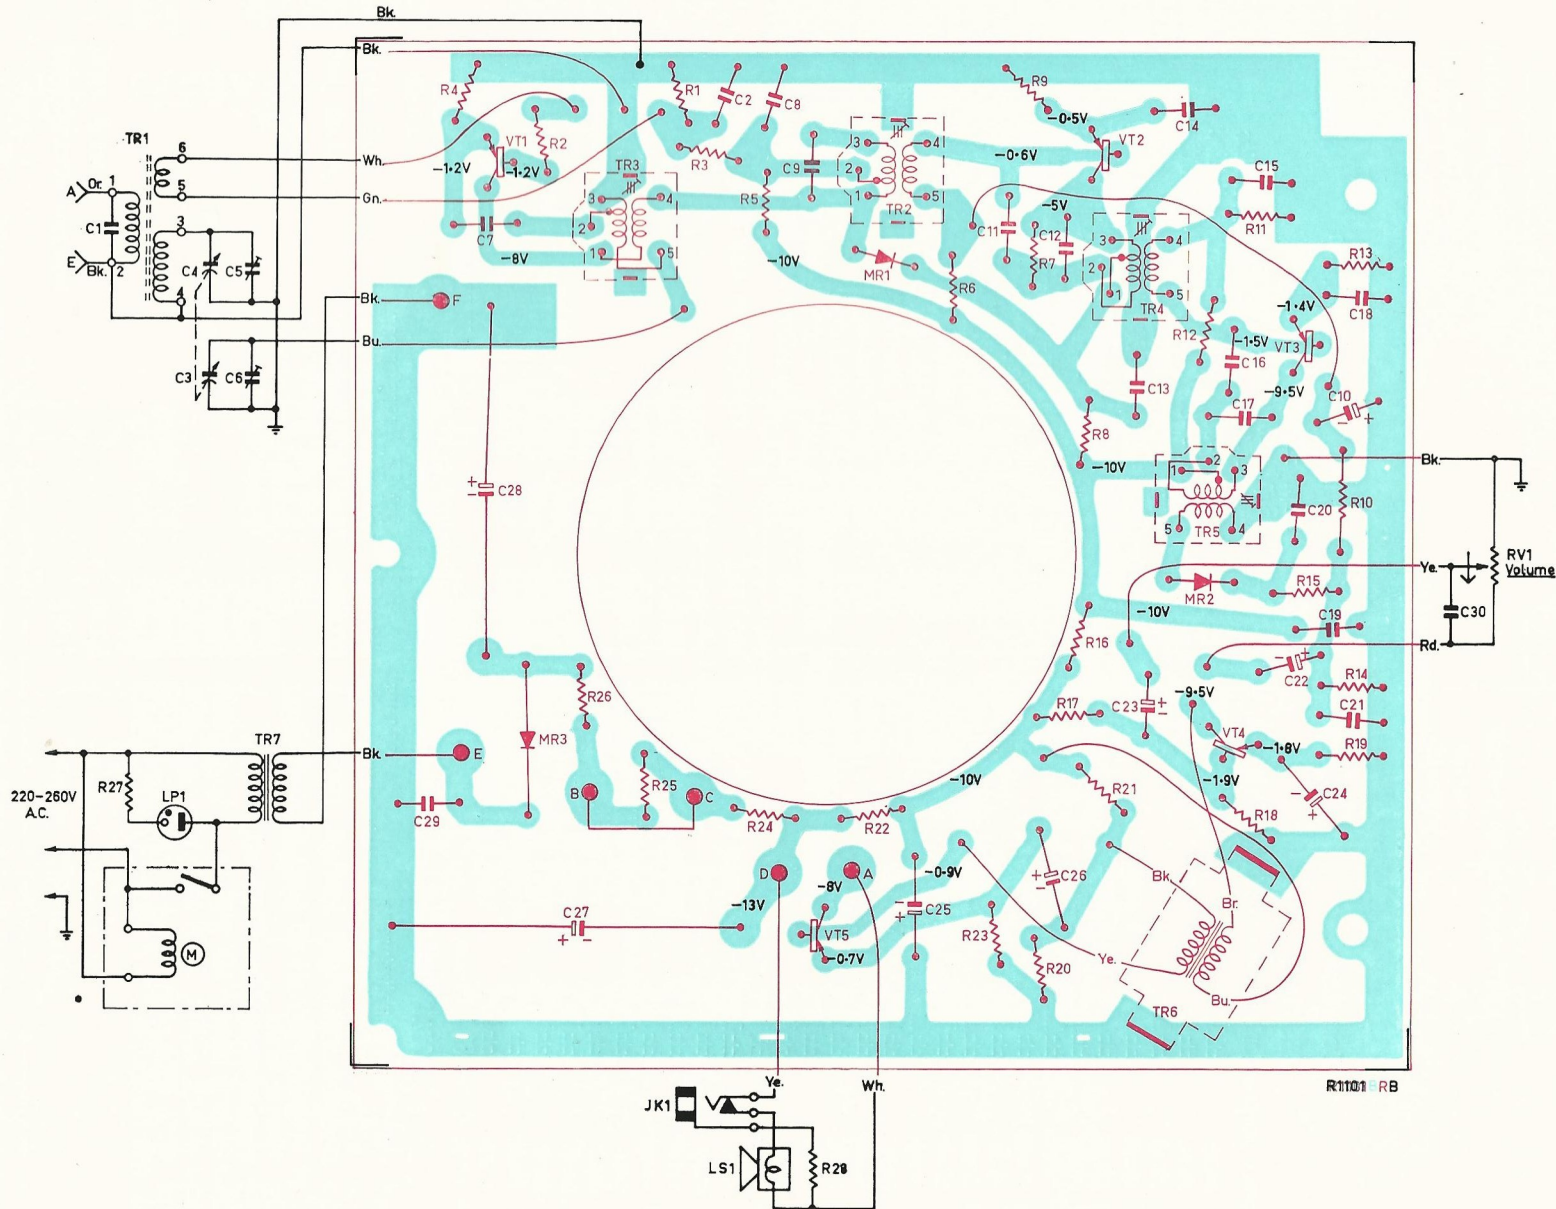 Bk.
Bk.
R4
R1
C2
C8
R9
-0·5V
C14
TR1
6
VT1
R2
3
4
VT2
Wh.
-1·2V
-1·2V
R3
C9
2
-0·6V
5
TR3
C15
A
Or.
1
Gn.
3
4
R5
1
5
TR2
-5V
R11
C1
3
C7
2
C11
C12
3
4
E
Bk.
2
C4
C5
-8V
1
5
-10V
MR1
R7
2
R13
4
R6
1
5
TR4
C18
Bk.
F
-1·4V
Bu.
R12
-1·5V
VT3
C3
C6
C16
C13
-9·5V
C10
C17
-
+
R8
Bk.
-10V
1
2
3
+
-
C28
R10
C20
5
TR5
4
RV1
Volume
Ye.
MR2
R15
-10V
C30
C19
R16
Rd.
-
+
C22
R26
R14
-9·5V
R17
C23
+
-
C21
TR7
MR3
VT4
-1·8V
R19
Bk.
E
-10V
-1·9V
R27
LP1
220-260V
A.C.
B
R25
C
R21
C24
-
+
C29
R24
R22
R18
D
-8V
A
-0·9V
C26
+
-
Bk.
-13V
Br.
C27
+
-
C25
-
+
VT5
R23
M
-0·7V
Ye.
R20
Bu.
TR6
Ye.
Wh.
R1101
RB
JK1
LS1
R28